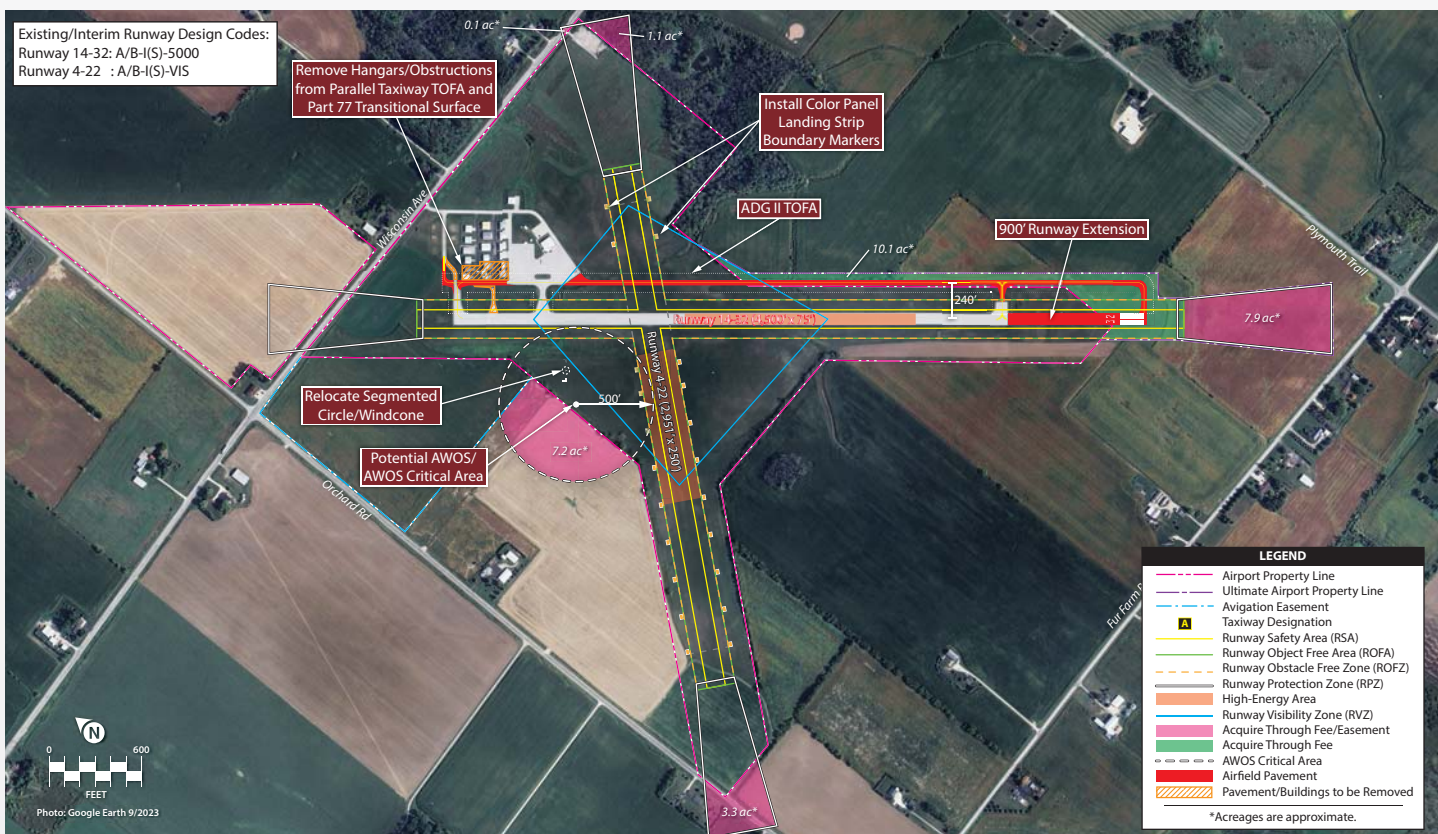 Existing/Interim Runway Design Codes:
Runway 14-32: A/B-I(S)-5000
Runway 4-22 : A/B-I(S)-VIS
0.1 ac*
1.1 ac*
Remove Hangars/Obstructions
from Parallel Taxiway TOFA and
Part 77 Transitional Surface
Install Color Panel
Landing Strip
Boundary Markers
Wisconsin Ave
ADG II TOFA
900' Runway Extension
Plymouth Trail
10.1 ac*
240'
32
7.9 ac*
Runway 4-22 (2,951' x 250')
Relocate Segmented
Circle/Windcone
500'
Potential AWOS/
AWOS Critical Area
7.2 ac*
Orchard Rd
Fur Farm
3.3 ac*
N
0 600
FEET
Photo: Google Earth 9/2023
LEGEND
Airport Property Line
Ultimate Airport Property Line
Avigation Easement
A Taxiway Designation
Runway Safety Area (RSA)
Runway Object Free Area (ROFA)
Runway Obstacle Free Zone (ROFZ)
Runway Protection Zone (RPZ)
High-Energy Area
Runway Visibility Zone (RVZ)
Acquire Through Fee/Easement
Acquire Through Fee
AWOS Critical Area
Airfield Pavement
Pavement/Buildings to be Removed
*Acreages are approximate.